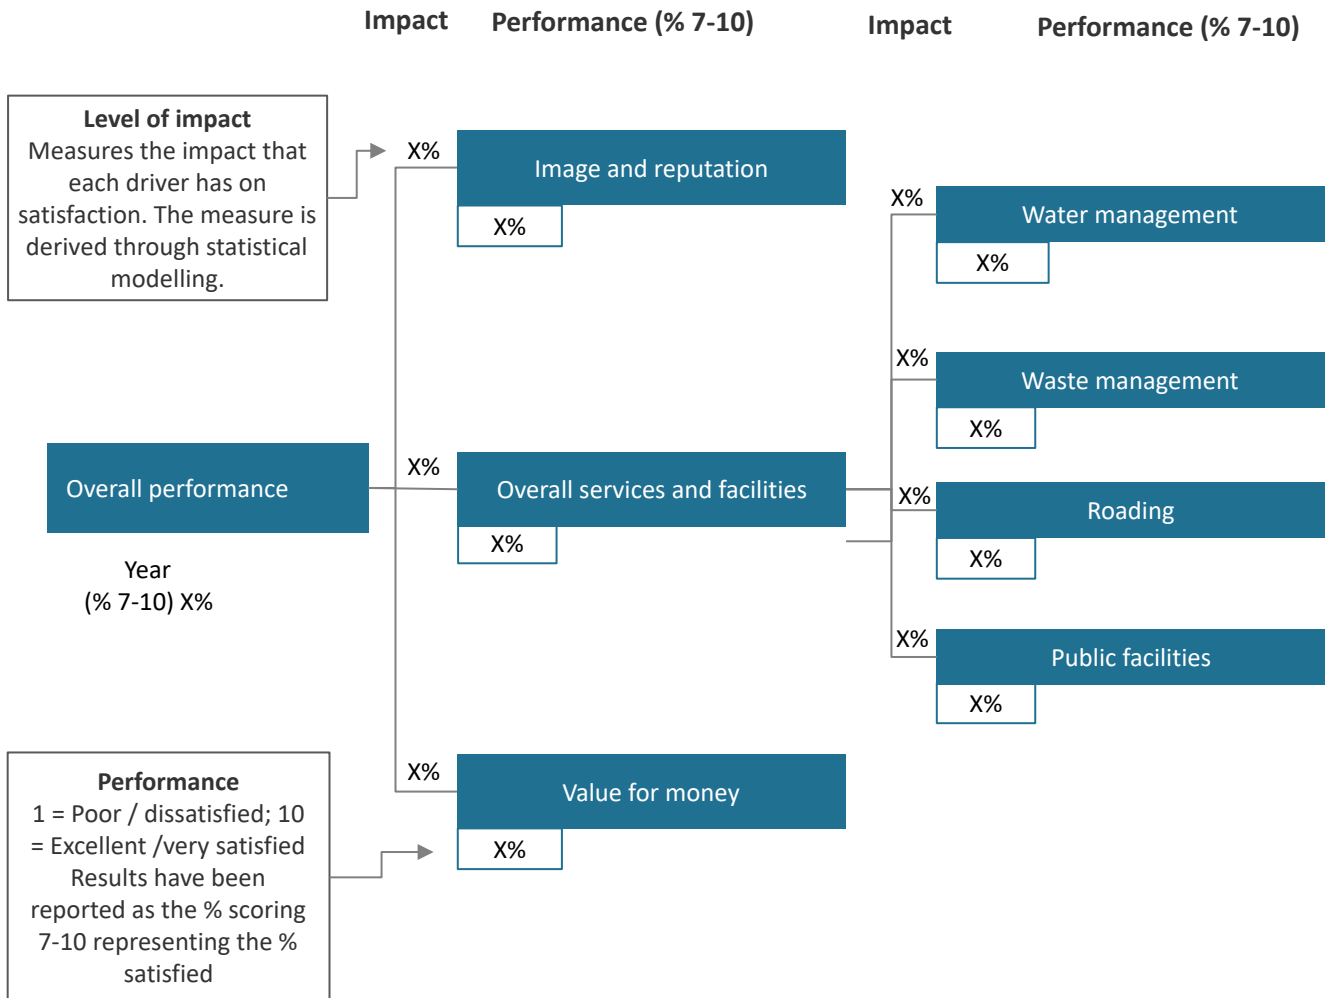 Impact Performance (% 7-10) Impact Performance (% 7-10)
Level of impact
Measures the impact that
each driver has on
satisfaction. The measure is
derived through statistical
modelling.
X%
Image and reputation
X%
X%
Water management
X%
X%
Waste management
X%
Overall performance
Year
(% 7-10) X%
X%
Overall services and facilities
X%
X%
Roading
X%
X%
Public facilities
X%
Performance
1 = Poor / dissatisfied; 10
= Excellent /very satisfied
Results have been
reported as the % scoring
7-10 representing the %
satisfied
X%
Value for money
X%